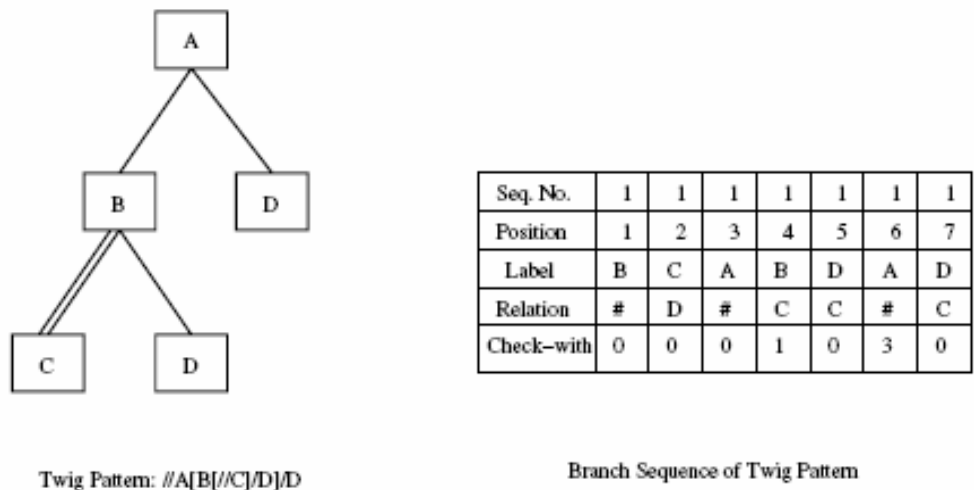 A
B
D
C
D
Seq. No. 1 1 1 1 1 1 1
Position 1 2 3 4 5 6 7
Label B C A B D A D
Relation # D # C C # C
Check-with 0 0 0 1 0 3 0
Twig Pattern: //A[B[//C]/D]/D
Branch Sequence of Twig Pattern